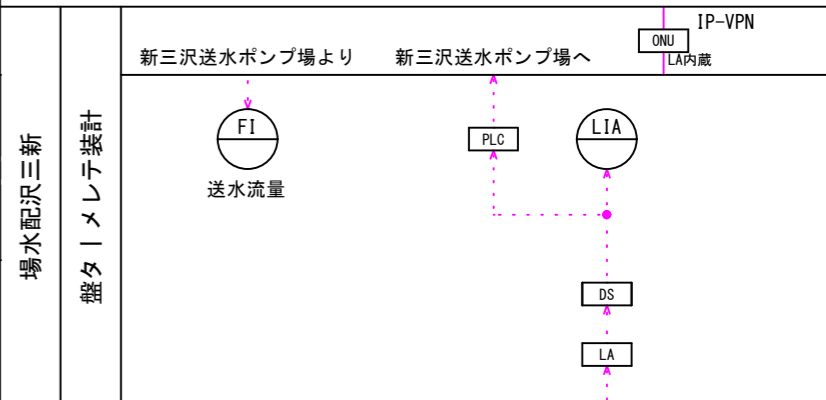 IP-VPN
ONU
LA内蔵
新三沢送水ポンプ場より
新三沢送水ポンプ場へ
FI
送水流量
PLC
LIA
DS
LA
場水配沢三新
盤ターメレテ装計